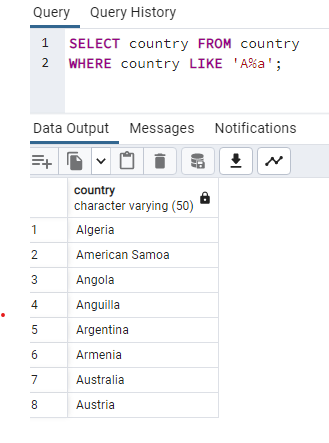 Query Query History
1 SELECT country FROM country
2 WHERE country LIKE 'A%a';
Data Output Messages Notifications
country
character varying (50)
1 Algeria
2 American Samoa
3 Angola
4 Anguilla
5 Argentina
6 Armenia
7 Australia
8 Austria